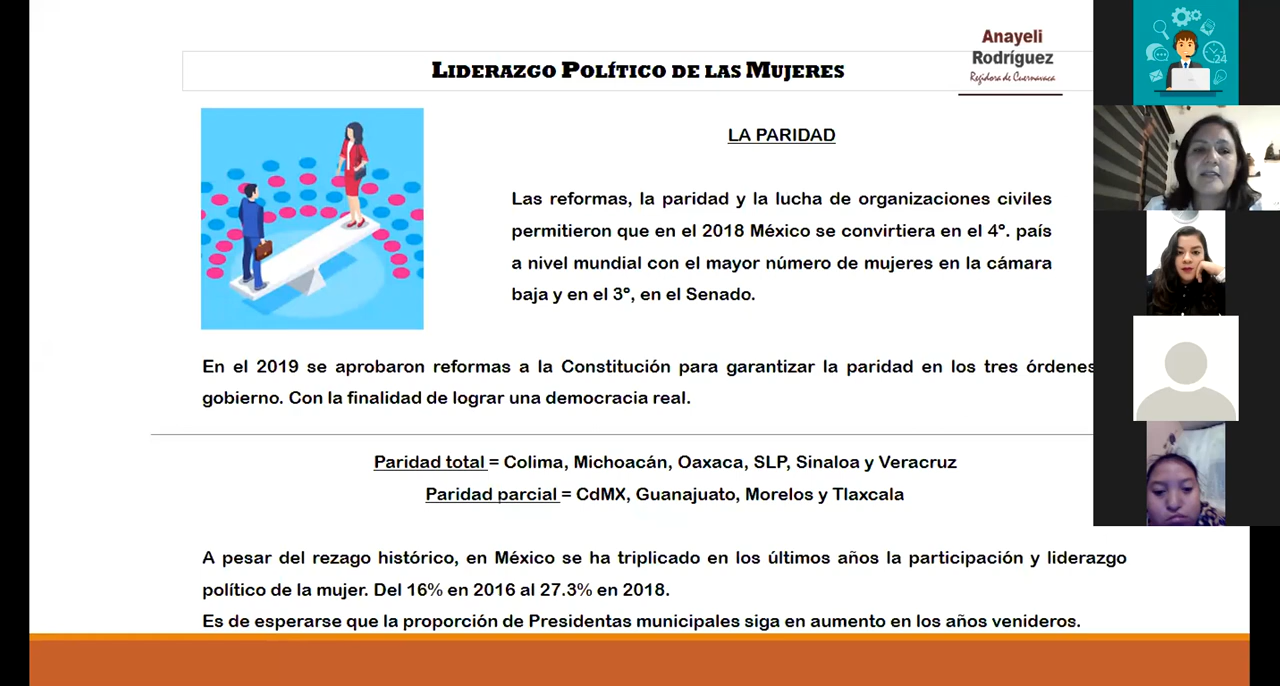 Anayeli
Rodríguez
Regidora de Cuernavaca
LIDERAZGO POLÍTICO DE LAS MUJERES
LA PARIDAD
Las reformas, la paridad y la lucha de organizaciones civiles
permitieron que en el 2018 México se convirtiera en el 4°. país
a nivel mundial con el mayor número de mujeres en la cámara
baja y en el 3°, en el Senado.
En el 2019 se aprobaron reformas a la Constitución para garantizar la paridad en los tres órdenes
gobierno. Con la finalidad de lograr una democracia real.
Paridad total = Colima, Michoacán, Oaxaca, SLP, Sinaloa y Veracruz
Paridad parcial = CdMX, Guanajuato, Morelos y Tlaxcala
A pesar del rezago histórico, en México se ha triplicado en los últimos años la participación y liderazgo
político de la mujer. Del 16% en 2016 al 27.3% en 2018.
Es de esperarse que la proporción de Presidentas municipales siga en aumento en los años venideros.
24